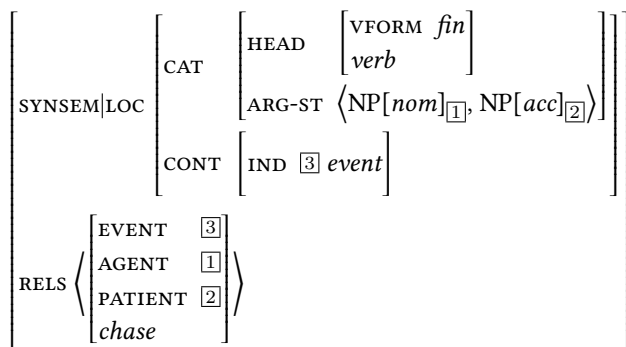 VFORM fin
HEAD
verb
CAT
SYNSEM|LOC
ARG-ST ⟨NP[nom]1, NP[acc]2⟩
CONT IND 3 event
EVENT 3
AGENT 1
RELS
PATIENT 2
chase